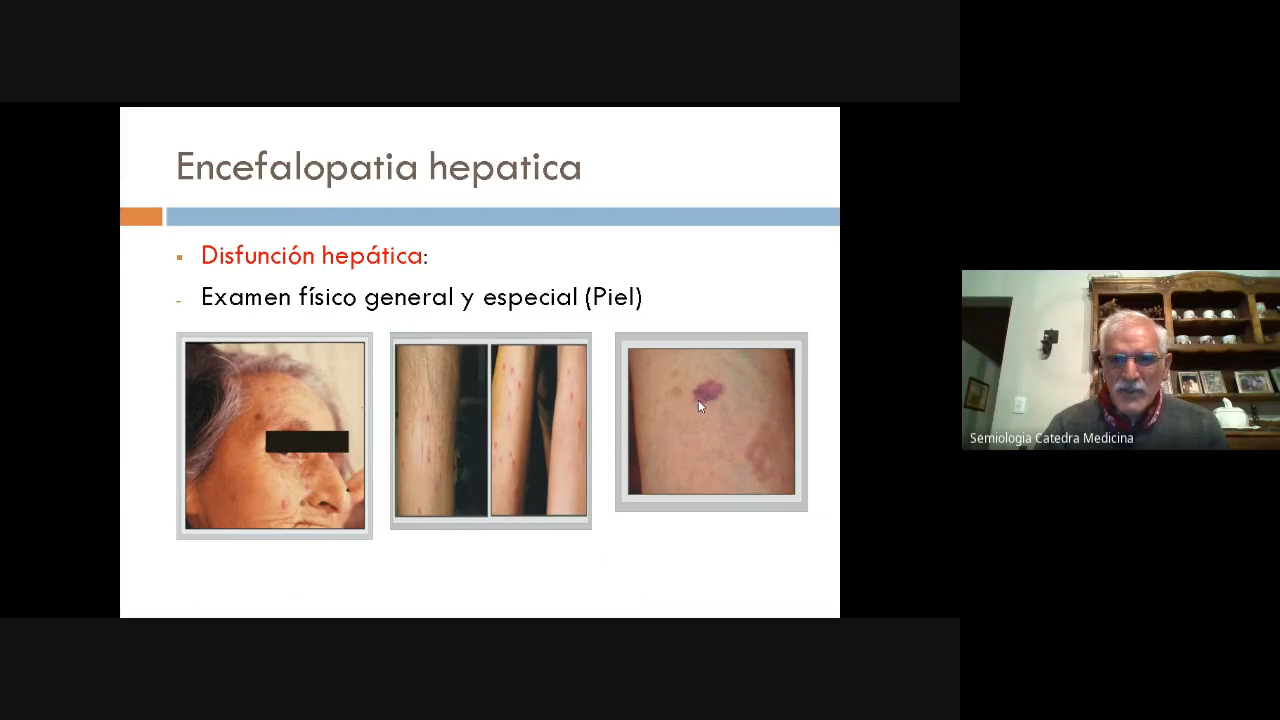 Encefalopatia hepatica
Disfunción hepática:
- Examen físico general y especial (Piel)
Semiologia Catedra Medicina